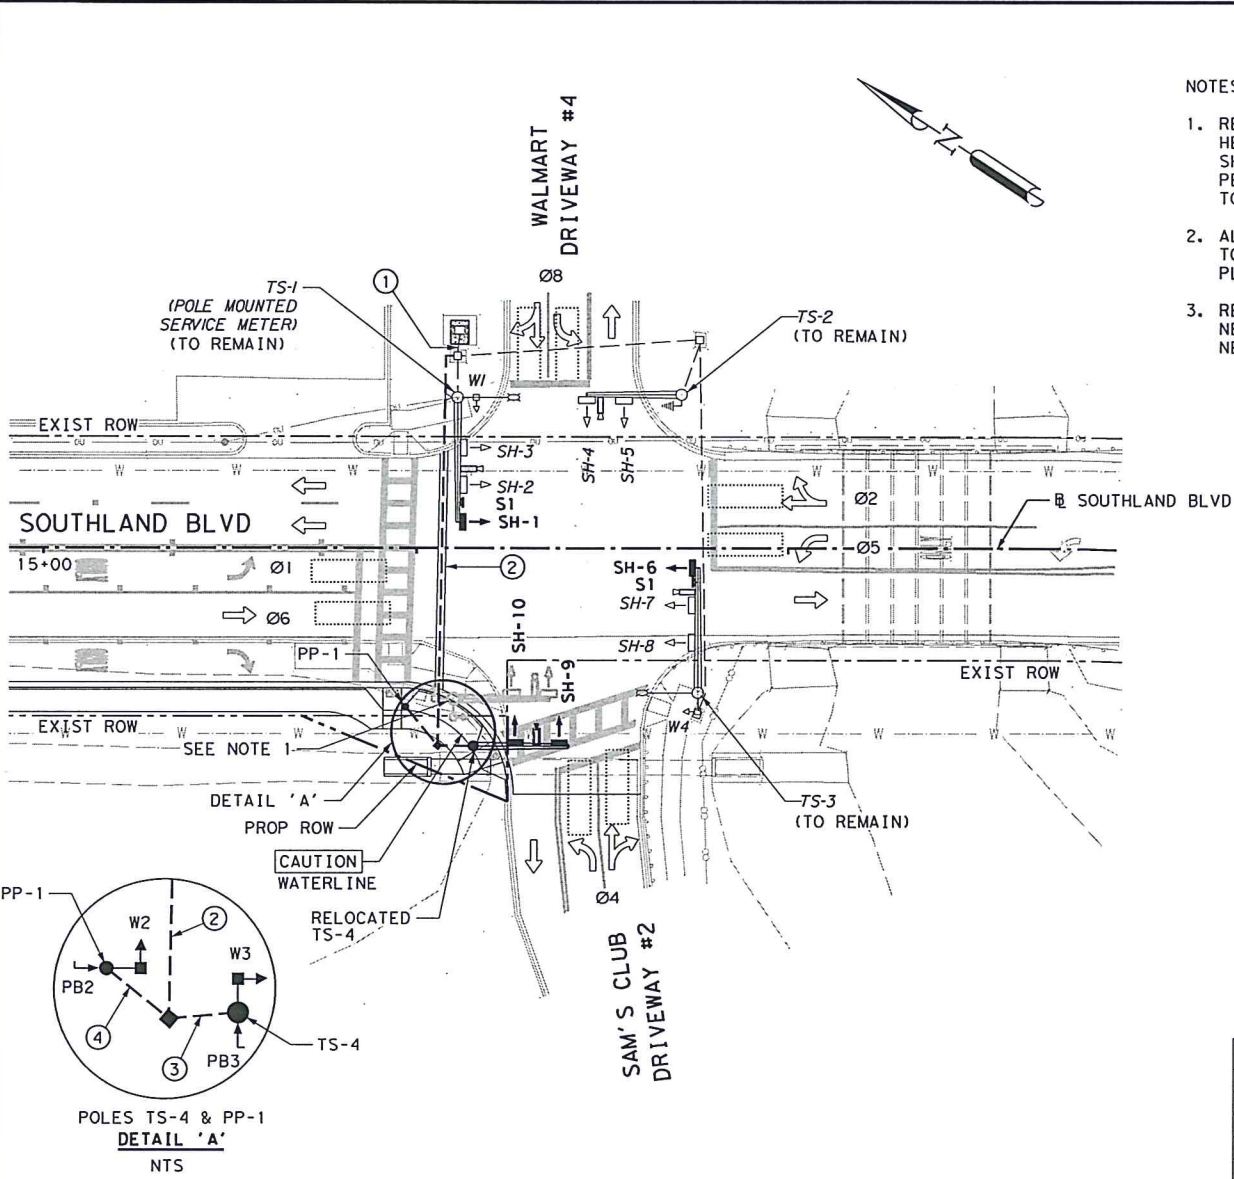 NOTES
1. RE
HE
SH
PE
TO
2. AL
TO
PL
3. RE
NE
NE
N
WALMART
DRIVEWAY #4
Ø8
TS-1
(POLE MOUNTED
SERVICE METER)
(TO REMAIN)
1
TS-2
(TO REMAIN)
W1
EXIST ROW
SH-3
SH-2
S1
SH-1
SH-4
SH-5
W
W
W
W
W
W
W
Ø2
SOUTHLAND BLVD
℄ SOUTHLAND BLVD
Ø5
15+00
Ø1
2
SH-6
S1
SH-7
SH-8
Ø6
SH-10
SH-9
PP-1
EXIST ROW
EXIST ROW
W
W
W
W
W
W
SEE NOTE 1
W4
DETAIL 'A'
PROP ROW
TS-3
(TO REMAIN)
CAUTION
WATERLINE
RELOCATED
TS-4
Ø4
SAM'S CLUB
DRIVEWAY #2
PP-1
W2
2
W3
PB2
4
3
PB3
TS-4
POLES TS-4 & PP-1
DETAIL 'A'
NTS